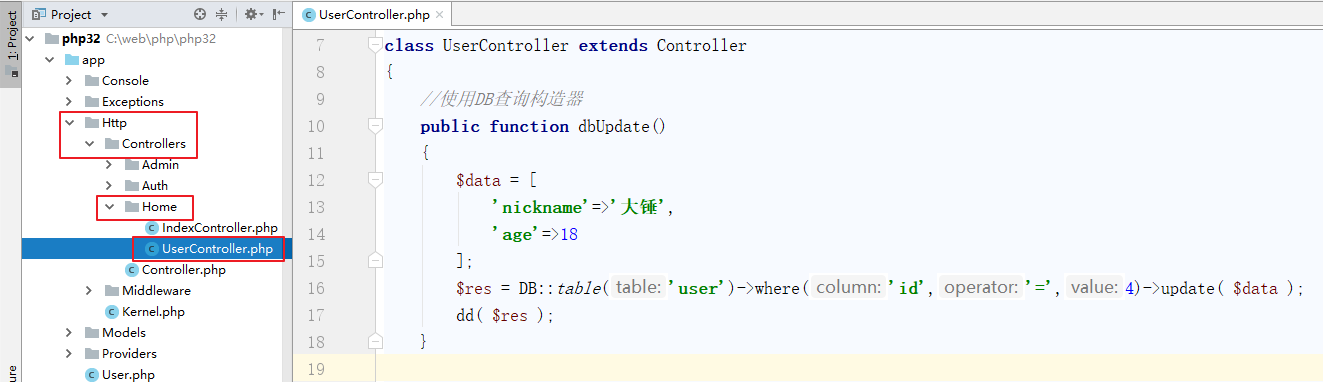 1: Project
Project
UserController.php
php32 C:\web\php\php32
app
Console
Exceptions
Http
Controllers
Admin
Auth
Home
IndexController.php
UserController.php
Controller.php
Middleware
Kernel.php
Models
Providers
User.php
7 class UserController extends Controller
8 {
9 //使用DB查询构造器
10 public function dbUpdate()
11 {
12 $data = [
13 'nickname'=>'大锤',
14 'age'=>18
15 ];
16 $res = DB::table( table: 'user')->where( column: 'id', operator: '=', value: 4)->update( $data );
17 dd( $res );
18 }
19